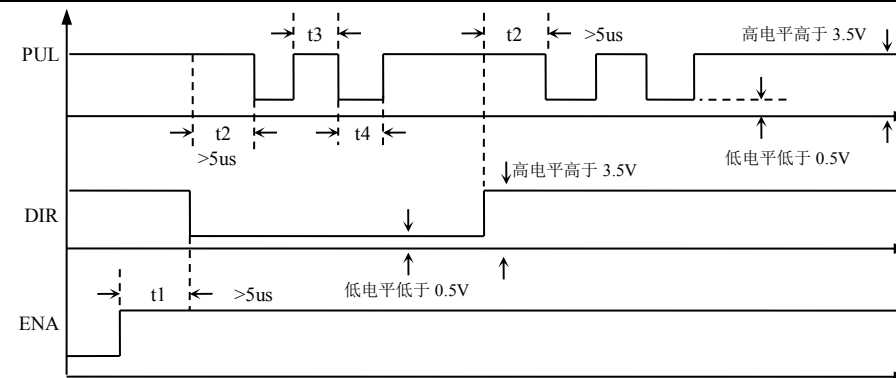 t3
t2
>5us
高电平高于 3.5V
PUL
t2
t4
>5us
低电平低于 0.5V
高电平高于 3.5V
DIR
t1
>5us
低电平低于 0.5V
ENA